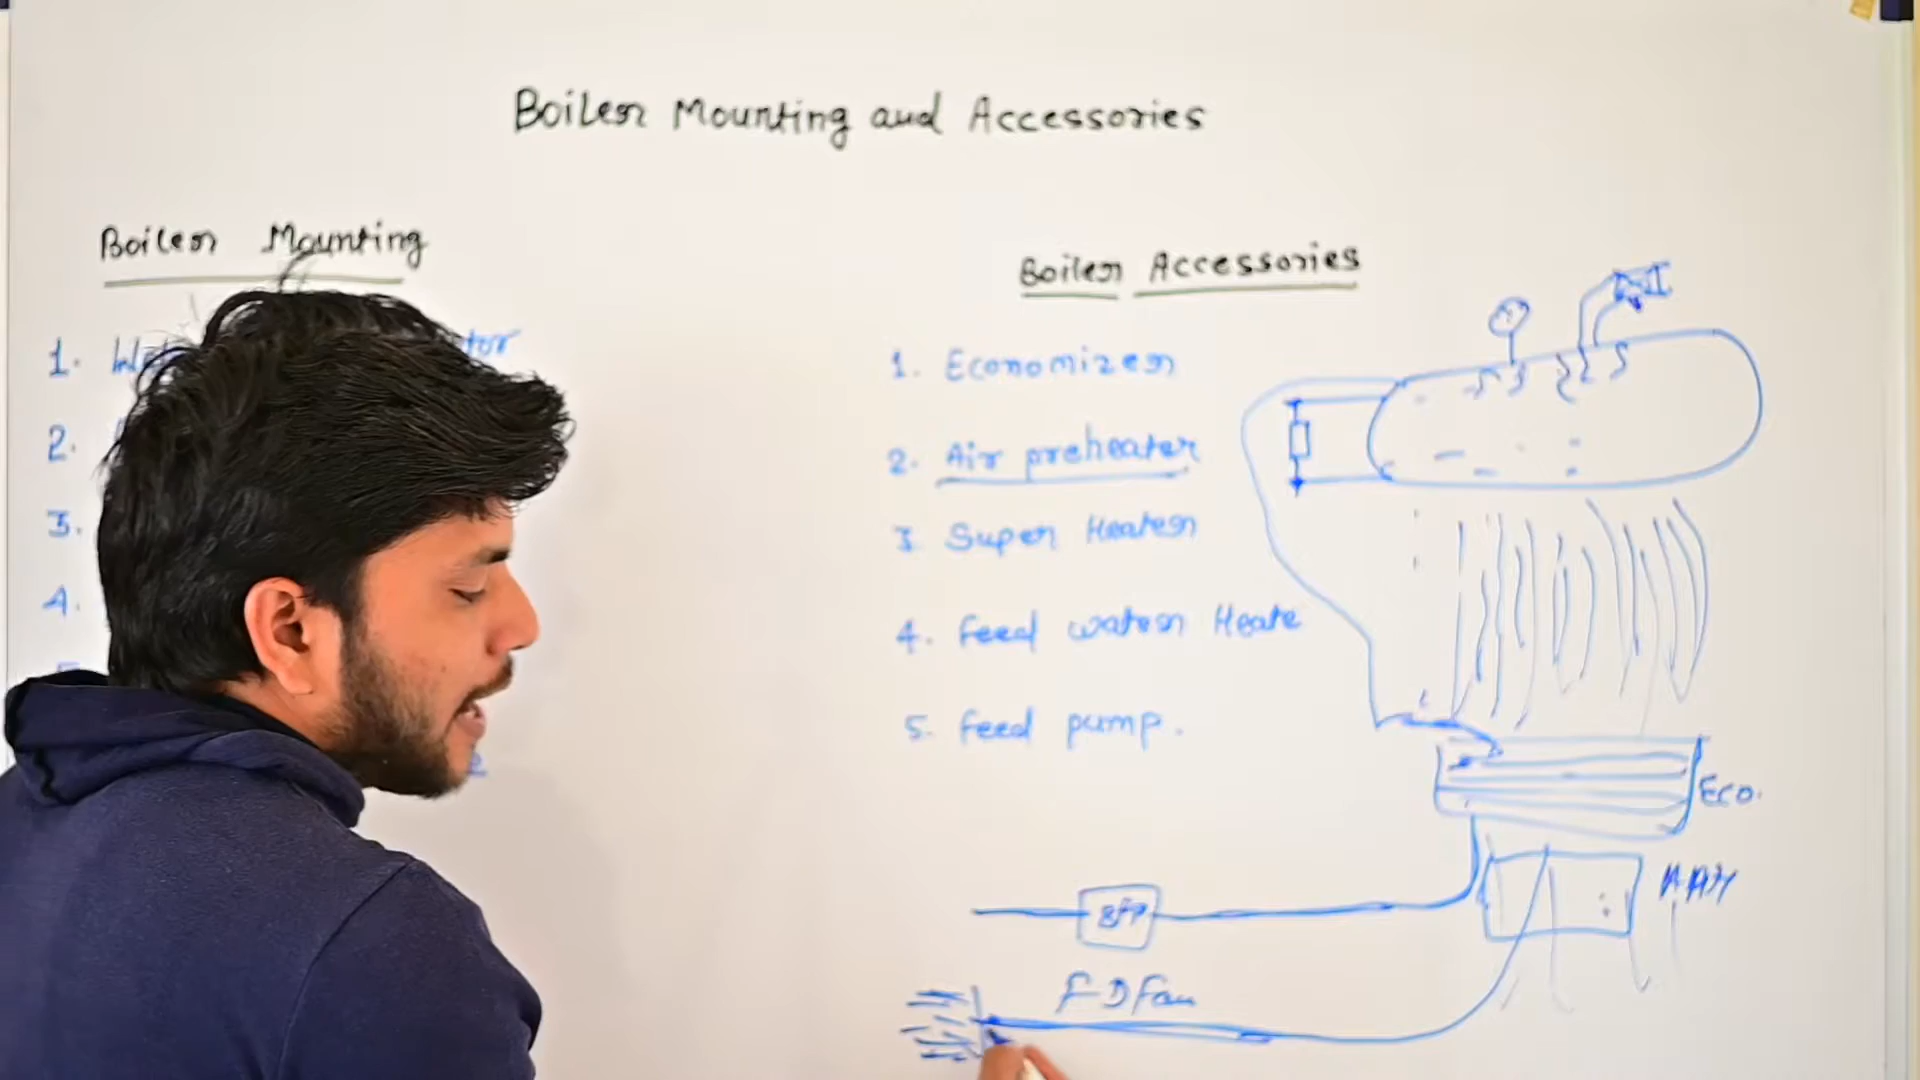 Boiler Mounting and Accessories
Boiler Mounting
1.
2.
3.
4.
Boiler Accessories
1. Economizer
2. Air preheater
3. Super Heater
4. Feed water Heate
5. Feed pump.
Eco.
BFP
FD Fan